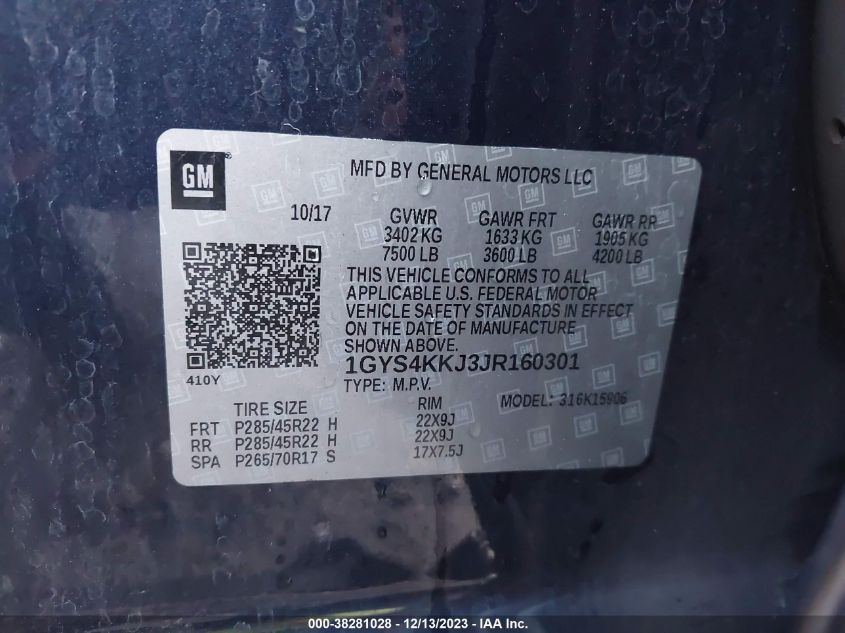 GM
MFD BY GENERAL MOTORS LLC
10/17 GVWR GAWR FRT GAWR RR
3402 KG 1633 KG 1905 KG
7500 LB 3600 LB 4200 LB
THIS VEHICLE CONFORMS TO ALL
APPLICABLE U.S. FEDERAL MOTOR
VEHICLE SAFETY STANDARDS IN EFFECT
ON THE DATE OF MANUFACTURE
SHOWN ABOVE.
1GYS4KKJ3JR160301
410Y
TYPE: M.P.V. MODEL: 316K15906
TIRE SIZE RIM
FRT P285/45R22 H 22X9J
RR P285/45R22 H 22X9J
SPA P265/70R17 S 17X7.5J
000-38281028 - 12/13/2023 - IAAI.COM